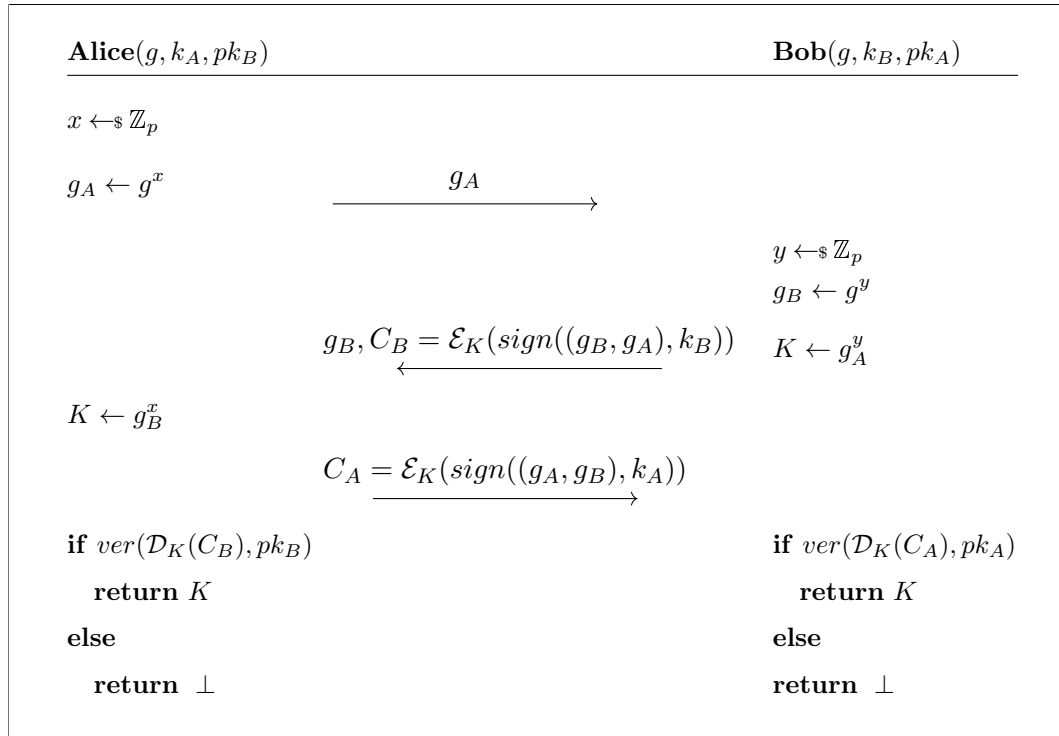 Alice(g, k_A, pk_B) Bob(g, k_B, pk_A)
x ←$ ℤ_p
g_A ← g^x g_A
y ←$ ℤ_p
g_B ← g^y
g_B, C_B = ℰ_K(sign((g_B, g_A), k_B)) K ← g_A^y
K ← g_B^x
C_A = ℰ_K(sign((g_A, g_B), k_A))
if ver(𝒟_K(C_B), pk_B) if ver(𝒟_K(C_A), pk_A)
return K return K
else else
return ⊥ return ⊥